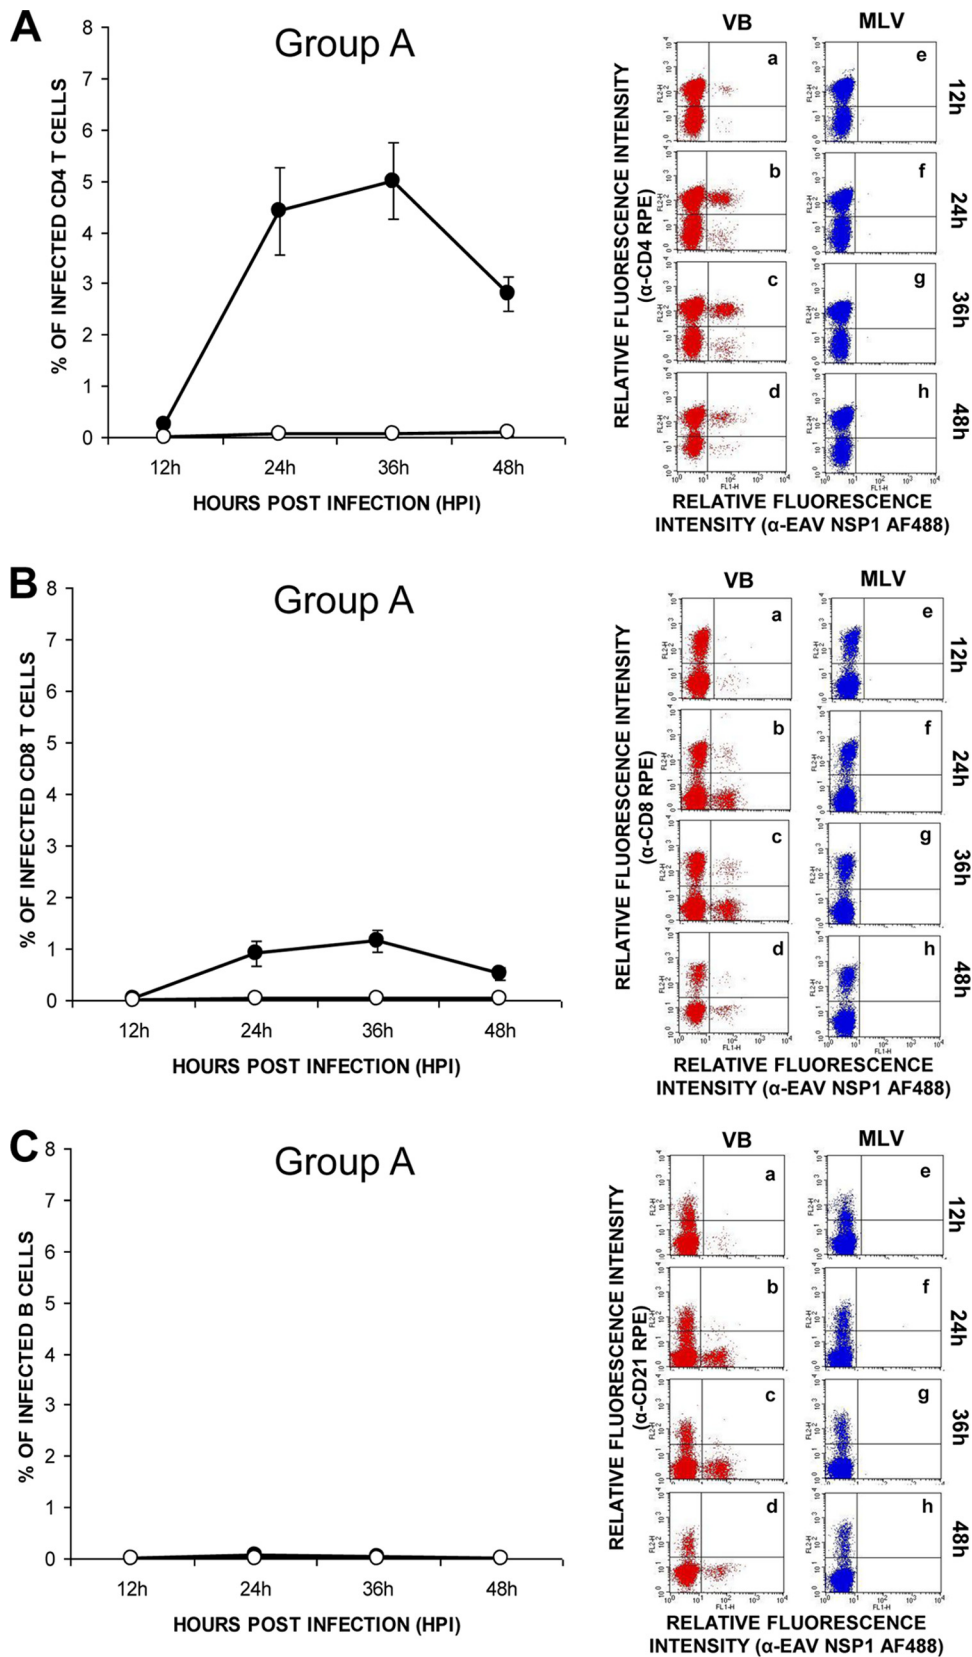 A
Group A
% OF INFECTED CD4 T CELLS
8
7
6
5
4
3
2
1
0
12h
24h
36h
48h
HOURS POST INFECTION (HPI)
VB
MLV
RELATIVE FLUORESCENCE INTENSITY
(α-CD4 RPE)
a
e
12h
b
f
24h
c
g
36h
d
h
48h
FL2-H
FL1-H
RELATIVE FLUORESCENCE
INTENSITY (α-EAV NSP1 AF488)
B
Group A
% OF INFECTED CD8 T CELLS
8
7
6
5
4
3
2
1
0
12h
24h
36h
48h
HOURS POST INFECTION (HPI)
VB
MLV
RELATIVE FLUORESCENCE INTENSITY
(α-CD8 RPE)
a
e
12h
b
f
24h
c
g
36h
d
h
48h
FL2-H
FL1-H
RELATIVE FLUORESCENCE
INTENSITY (α-EAV NSP1 AF488)
C
Group A
% OF INFECTED B CELLS
8
7
6
5
4
3
2
1
0
12h
24h
36h
48h
HOURS POST INFECTION (HPI)
VB
MLV
RELATIVE FLUORESCENCE INTENSITY
(α-CD21 RPE)
a
e
12h
b
f
24h
c
g
36h
d
h
48h
FL2-H
FL1-H
RELATIVE FLUORESCENCE
INTENSITY (α-EAV NSP1 AF488)